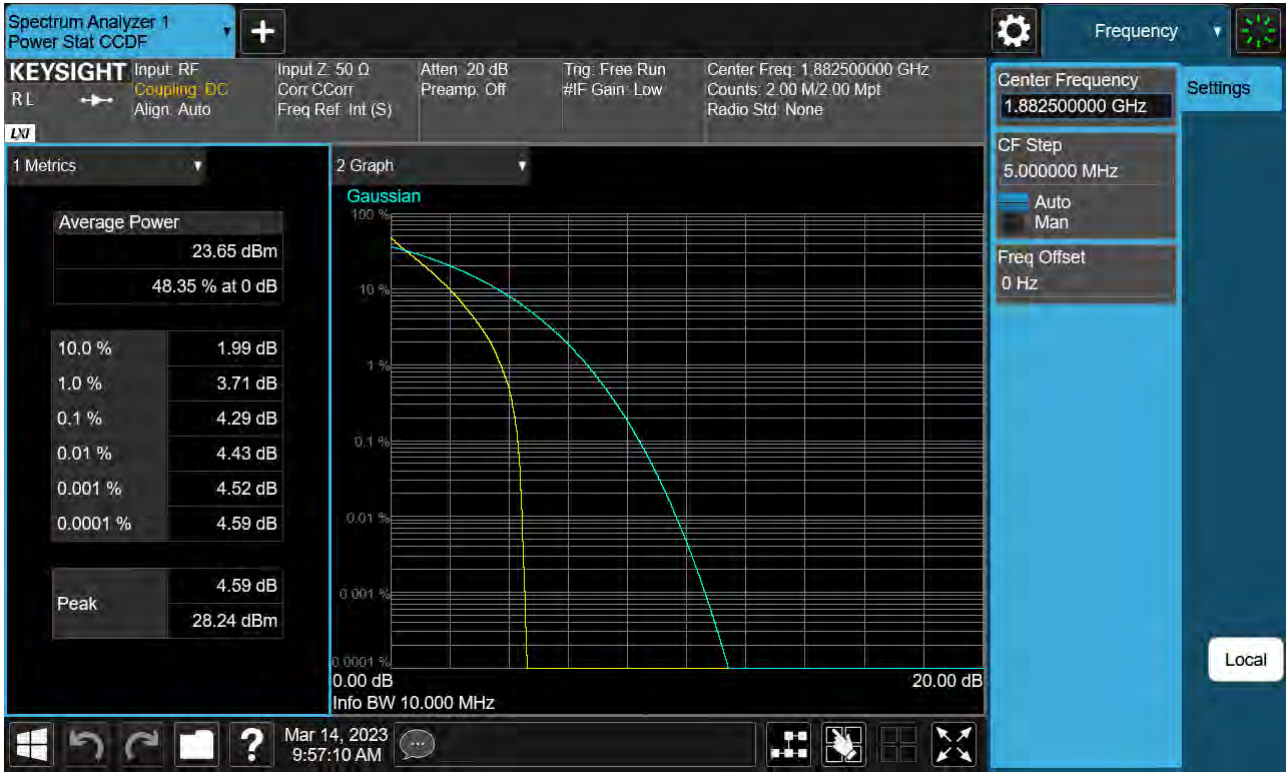 Spectrum Analyzer 1
Power Stat CCDF
+
Frequency
KEYSIGHT
RL
LXI
Input: RF
Coupling: DC
Align: Auto
Input Z: 50 Ω
Corr CCorr
Freq Ref: Int (S)
Atten: 20 dB
Preamp: Off
Trig: Free Run
#IF Gain: Low
Center Freq: 1.882500000 GHz
Counts: 2.00 M/2.00 Mpt
Radio Std: None
Center Frequency
1.882500000 GHz
Settings
CF Step
5.000000 MHz
Auto
Man
Freq Offset
0 Hz
1 Metrics
Average Power
23.65 dBm
48.35 % at 0 dB
10.0 % 1.99 dB
1.0 % 3.71 dB
0.1 % 4.29 dB
0.01 % 4.43 dB
0.001 % 4.52 dB
0.0001 % 4.59 dB
Peak 4.59 dB
28.24 dBm
2 Graph
Gaussian
100 %
10 %
1 %
0.1 %
0.01 %
0.001 %
0.0001 %
0.00 dB 20.00 dB
Info BW 10.000 MHz
Local
?
Mar 14, 2023
9:57:10 AM